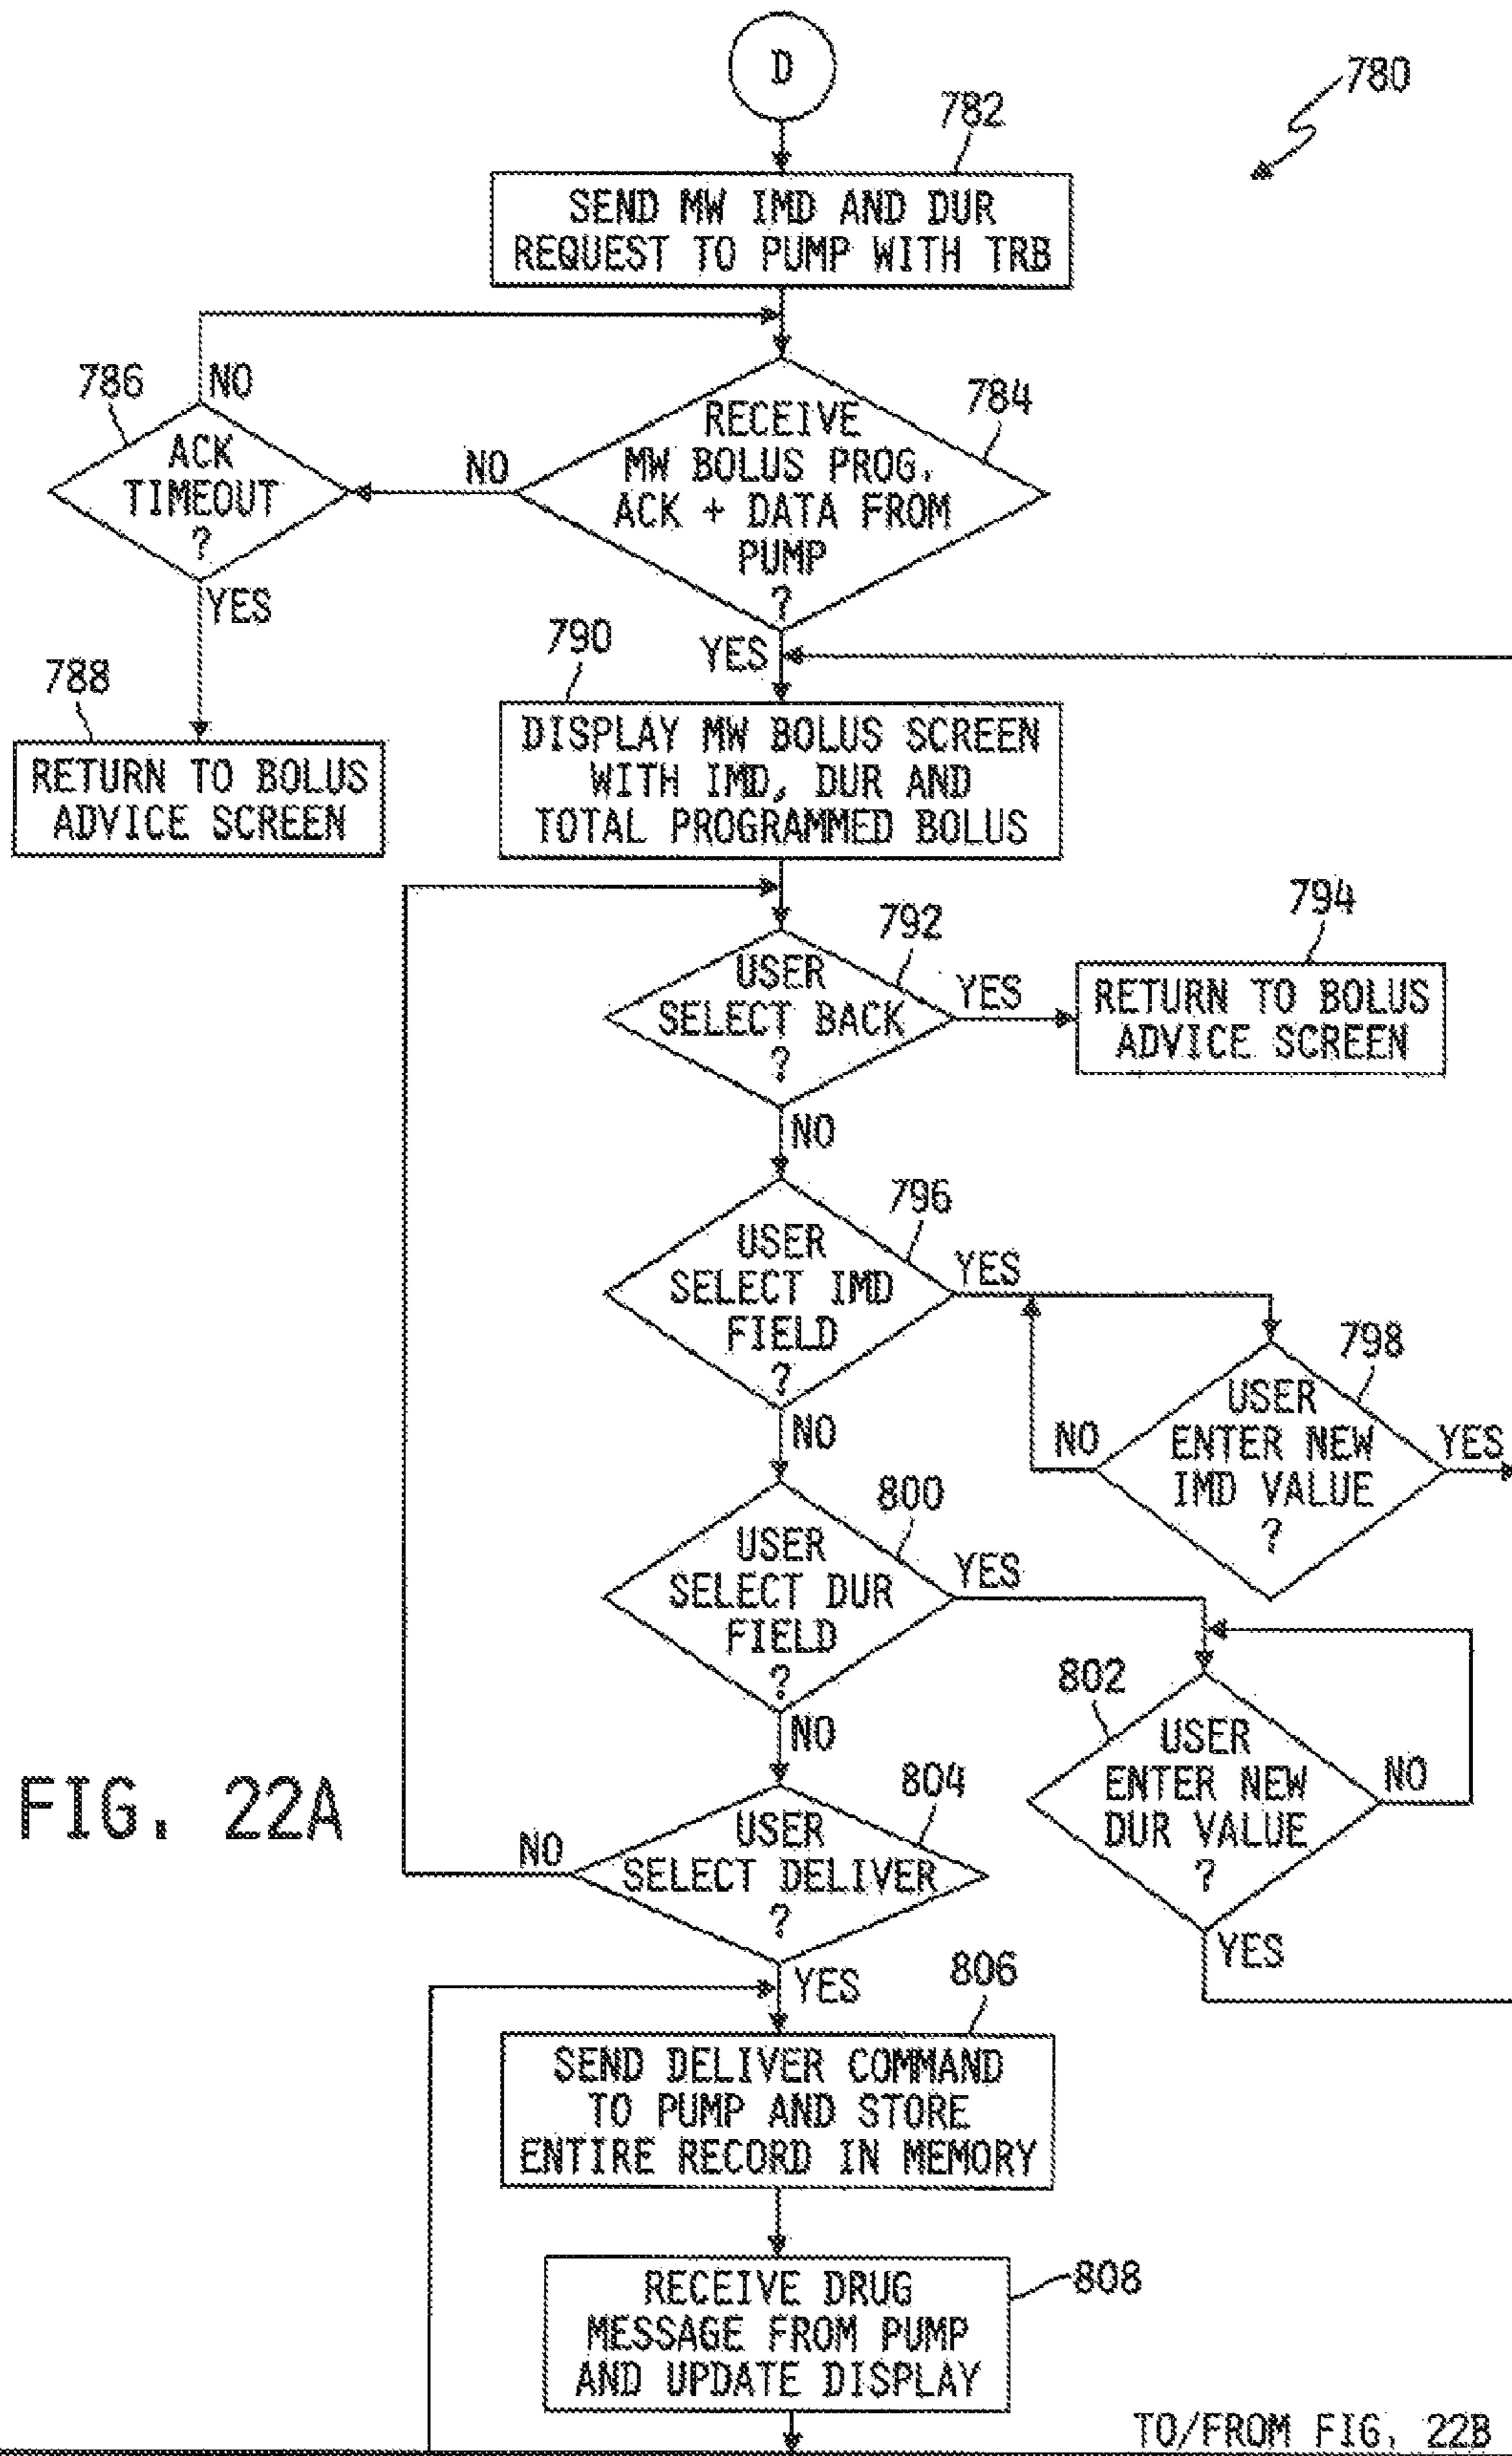 D
780
782
SEND MW IMD AND DUR
REQUEST TO PUMP WITH TRB
786
NO
784
ACK
TIMEOUT
?
NO
RECEIVE
MW BOLUS PROG.
ACK + DATA FROM
PUMP
?
YES
790
YES
788
RETURN TO BOLUS
ADVICE SCREEN
DISPLAY MW BOLUS SCREEN
WITH IMD, DUR AND
TOTAL PROGRAMMED BOLUS
792
794
USER
SELECT BACK
?
YES
RETURN TO BOLUS
ADVICE SCREEN
NO
796
USER
SELECT IMD
FIELD
?
YES
798
NO
USER
ENTER NEW
IMD VALUE
?
NO
YES
800
USER
SELECT DUR
FIELD
?
YES
802
NO
USER
ENTER NEW
DUR VALUE
?
NO
FIG. 22A
804
NO
USER
SELECT DELIVER
?
YES
YES
806
SEND DELIVER COMMAND
TO PUMP AND STORE
ENTIRE RECORD IN MEMORY
808
RECEIVE DRUG
MESSAGE FROM PUMP
AND UPDATE DISPLAY
TO/FROM FIG. 22B